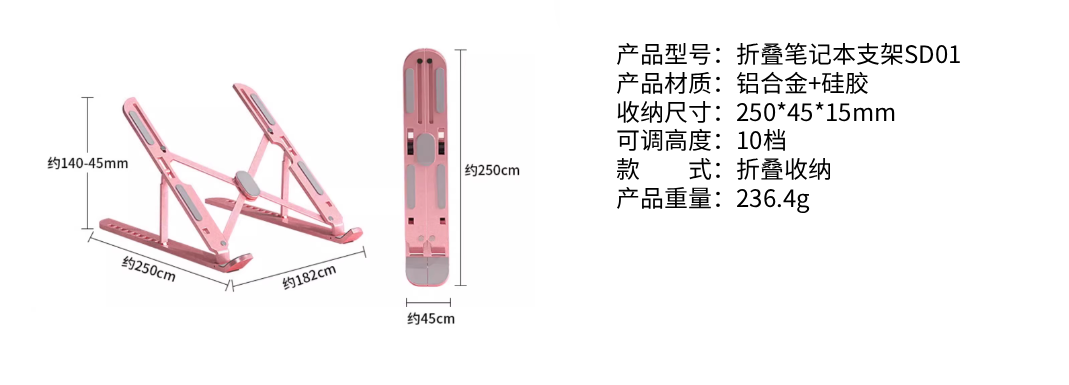 约140-45mm
约250cm
约182cm
约250cm
约45cm
产品型号：折叠笔记本支架SD01
产品材质：铝合金+硅胶
收纳尺寸：250*45*15mm
可调高度：10档
款　　式：折叠收纳
产品重量：236.4g